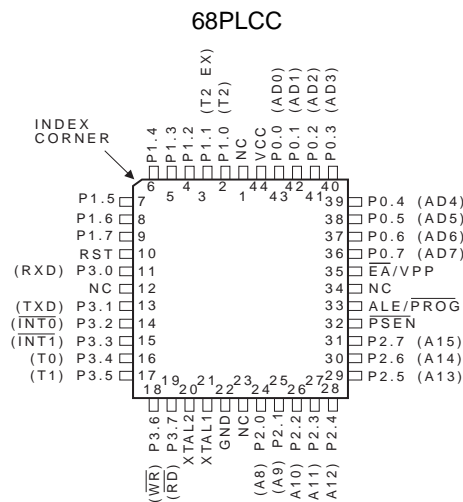 68PLCC
INDEX
CORNER
P1.4
P1.3
P1.2
P1.1 (T2 EX)
P1.0 (T2)
NC
VCC
P0.0 (AD0)
P0.1 (AD1)
P0.2 (AD2)
P0.3 (AD3)
6
5
4
3
2
1
44
43
42
41
40
P1.5 7
P1.6 8
P1.7 9
RST 10
(RXD) P3.0 11
NC 12
(TXD) P3.1 13
(INT0) P3.2 14
(INT1) P3.3 15
(T0) P3.4 16
(T1) P3.5 17
39 P0.4 (AD4)
38 P0.5 (AD5)
37 P0.6 (AD6)
36 P0.7 (AD7)
35 EA/VPP
34 NC
33 ALE/PROG
32 PSEN
31 P2.7 (A15)
30 P2.6 (A14)
29 P2.5 (A13)
18
19
20
21
22
23
24
25
26
27
28
(WR) P3.6
(RD) P3.7
XTAL2
XTAL1
GND
NC
(A8) P2.0
(A9) P2.1
A10) P2.2
A11) P2.3
A12) P2.4